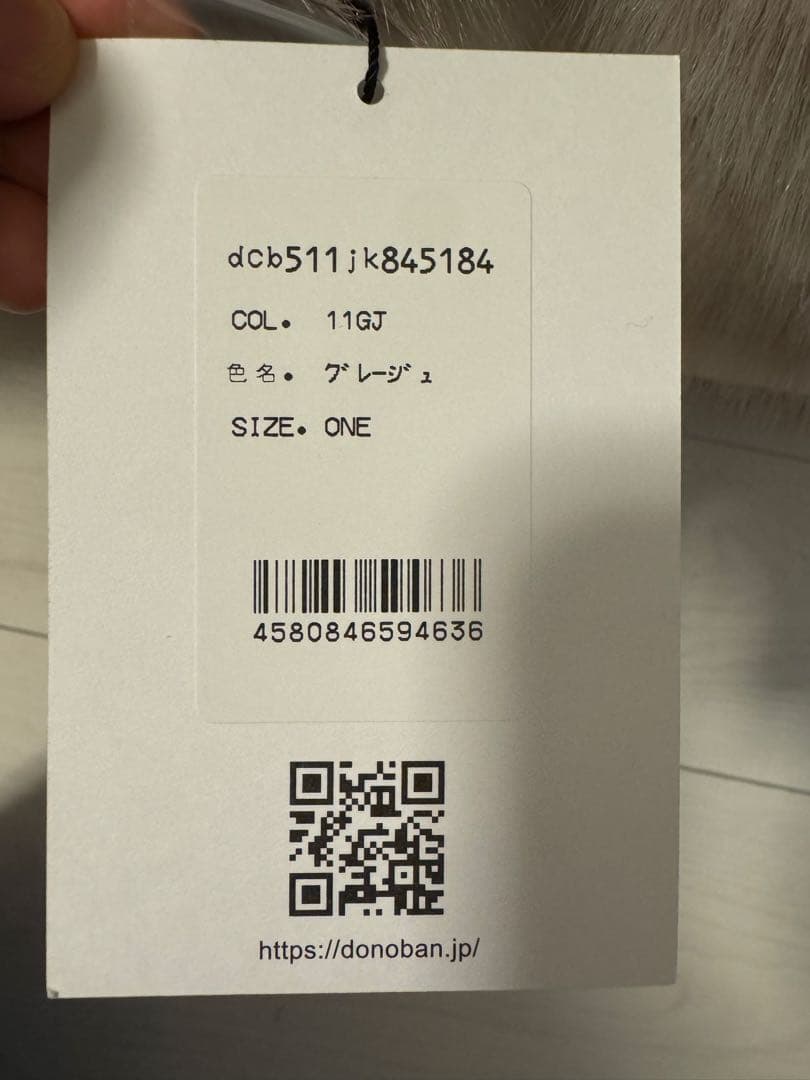 dcb511jk845184
COL. 11GJ
色名. グレージュ
SIZE. ONE
4580846594636
https://donoban.jp/